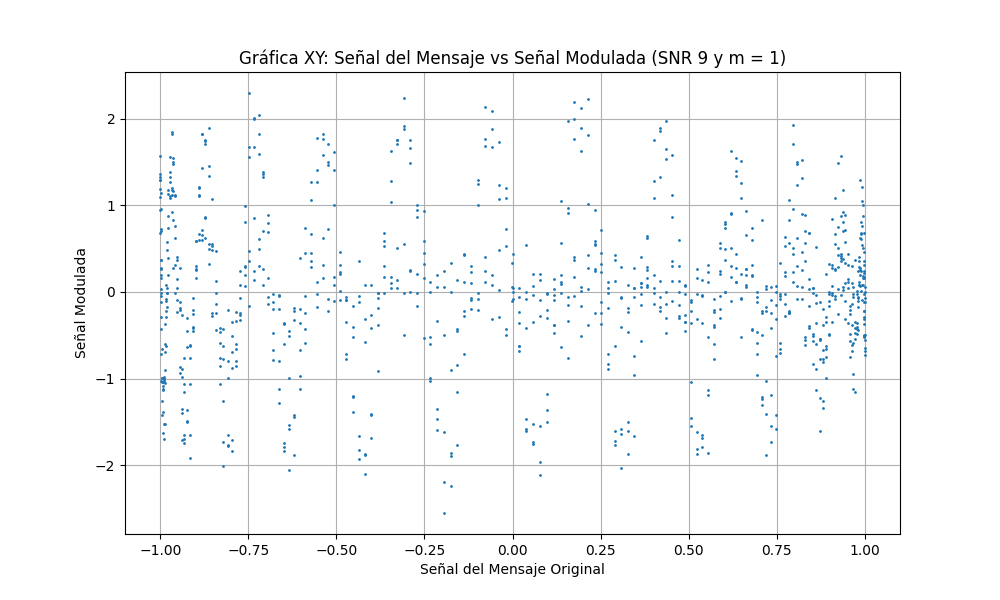 Gráfica XY: Señal del Mensaje vs Señal Modulada (SNR 9 y m = 1)
Señal Modulada
2
1
0
−1
−2
−1.00 −0.75 −0.50 −0.25 0.00 0.25 0.50 0.75 1.00
Señal del Mensaje Original